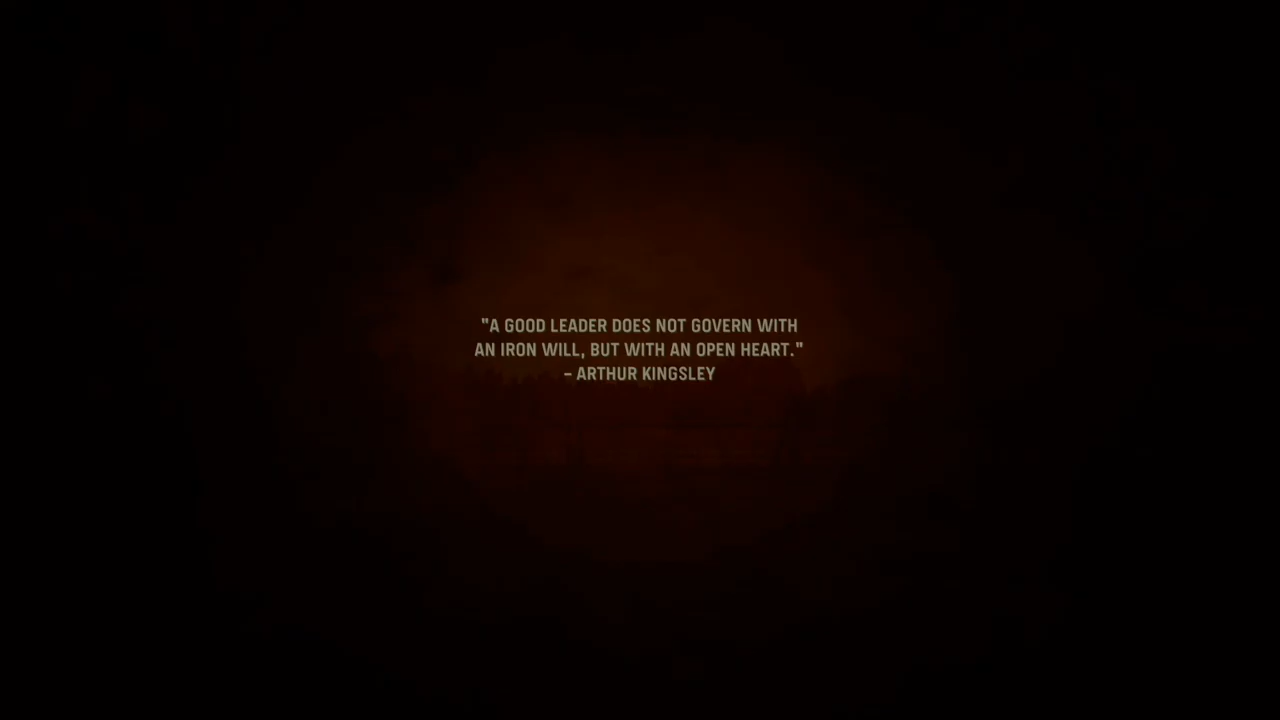 "A GOOD LEADER DOES NOT GOVERN WITH
AN IRON WILL, BUT WITH AN OPEN HEART."
– ARTHUR KINGSLEY